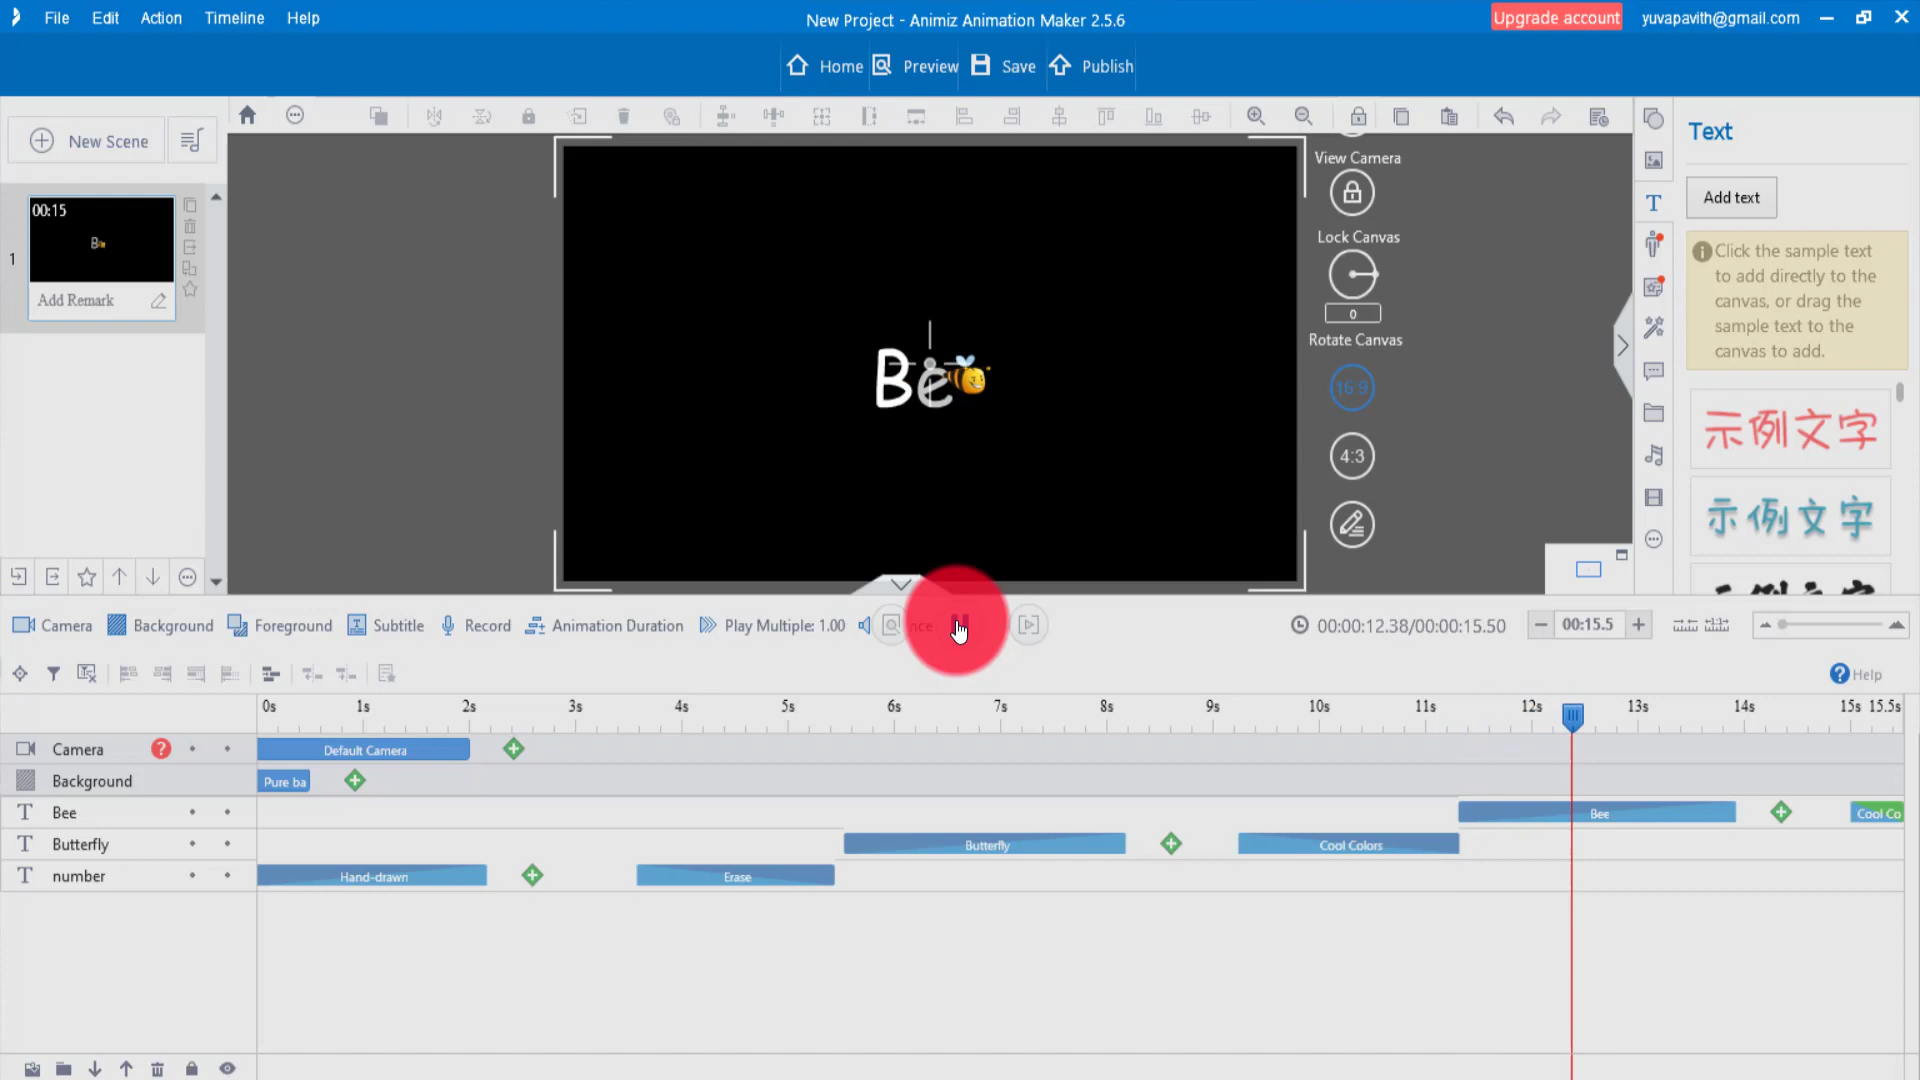 File Edit Action Timeline Help
New Project - Animiz Animation Maker 2.5.6
Upgrade account yuvapavith@gmail.com
Home Preview Save Publish
New Scene
00:15
Be
1
Add Remark
Be
View Camera
Lock Canvas
0
Rotate Canvas
16:9
4:3
Text
Add text
Click the sample text
to add directly to the
canvas, or drag the
sample text to the
canvas to add.
示例文字
示例文字
Camera Background Foreground Subtitle Record Animation Duration Play Multiple: 1.00
00:00:12.38/00:00:15.50 00:15.5
Help
0s 1s 2s 3s 4s 5s 6s 7s 8s 9s 10s 11s 12s 13s 14s 15s 15.5s
Camera ? Default Camera
Background Pure ba
Bee Bee Cool Co
Butterfly Butterfly Cool Colors
number Hand-drawn Erase